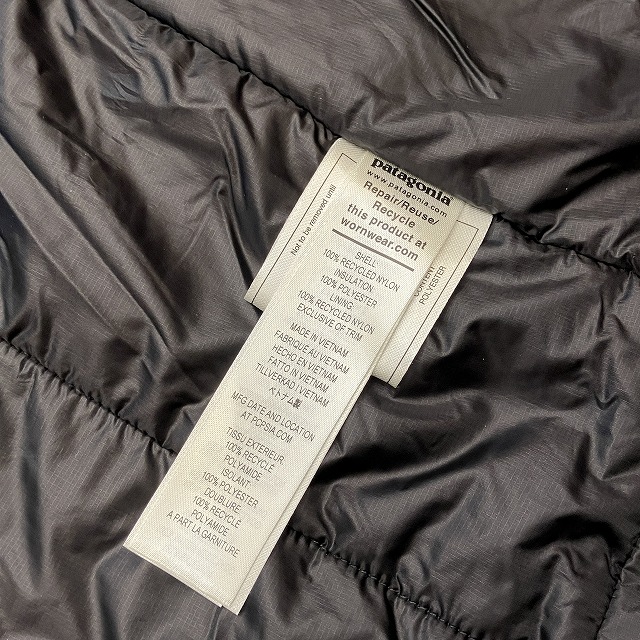 patagonia
www.patagonia.com
Repair/Reuse/
Recycle
this product at
wornwear.com
SHELL
100% RECYCLED NYLON
INSULATION
100% POLYESTER
LINING
100% RECYCLED NYLON
EXCLUSIVE OF TRIM
MADE IN VIETNAM
FABRIQUÉ AU VIETNAM
HECHO EN VIETNAM
FATTO IN VIETNAM
TILLVERKAD VIETNAM
ベトナム製
MFG DATE AND LOCATION
AT PCPSIA.COM
TISSU EXTERIEUR
100% RECYCLÉ
POLYAMIDE
ISOLANT
100% POLYESTER
DOUBLURE
100% RECYCLÉ
POLYAMIDE
A PART LA GARNITURE
Not to be removed until
POLYESTER